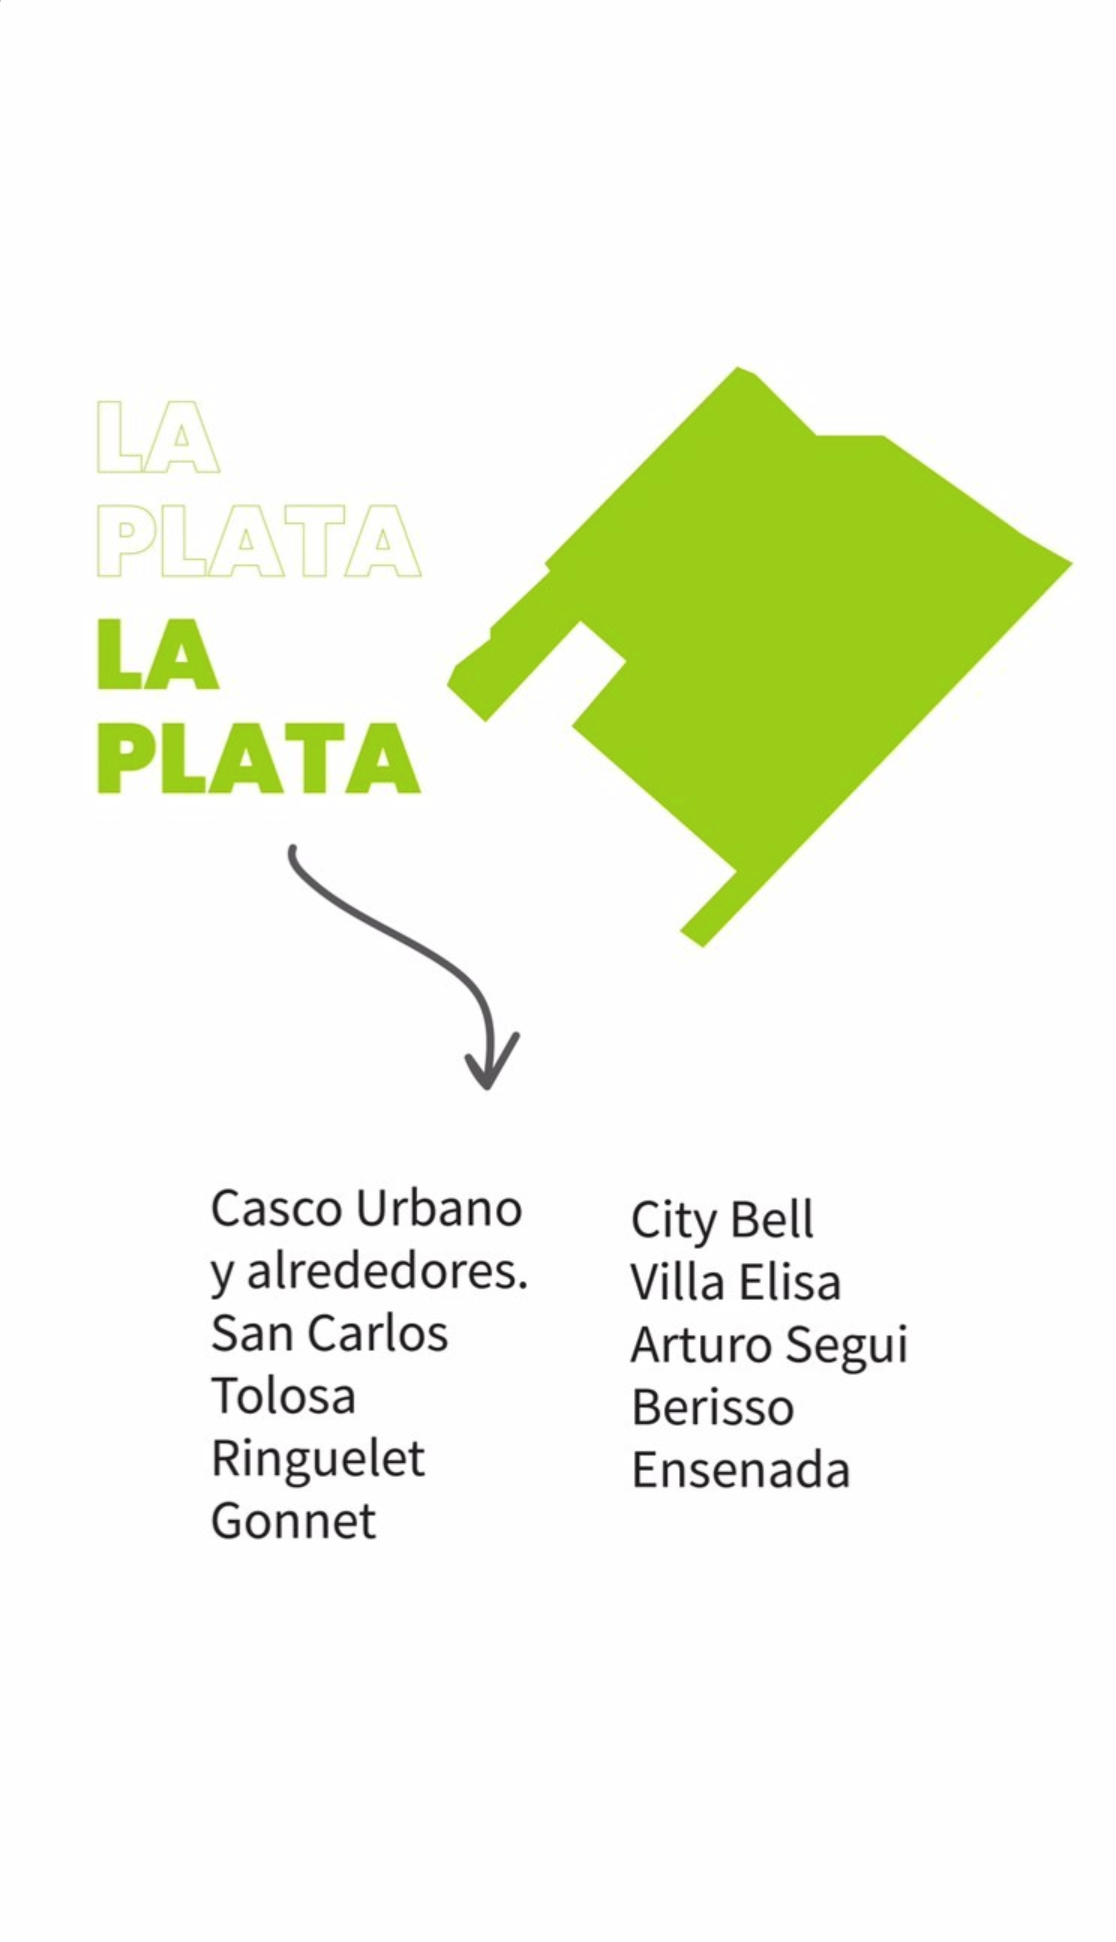 LA
PLATA
LA
PLATA
Casco Urbano
y alrededores.
San Carlos
Tolosa
Ringuelet
Gonnet
City Bell
Villa Elisa
Arturo Segui
Berisso
Ensenada